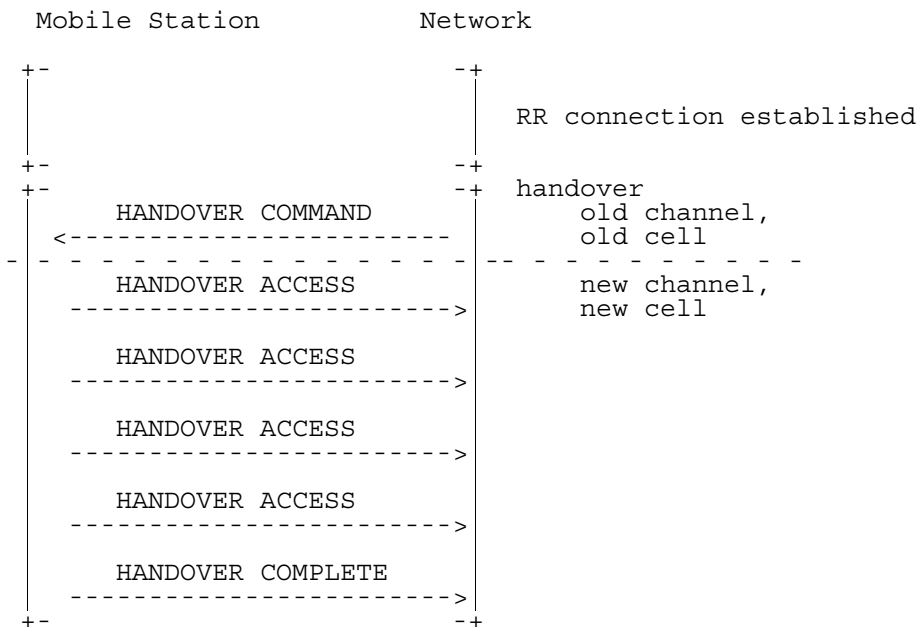 Mobile Station Network
RR connection established
handover
HANDOVER COMMAND old channel,
old cell
HANDOVER ACCESS new channel,
new cell
HANDOVER ACCESS
HANDOVER ACCESS
HANDOVER ACCESS
HANDOVER COMPLETE